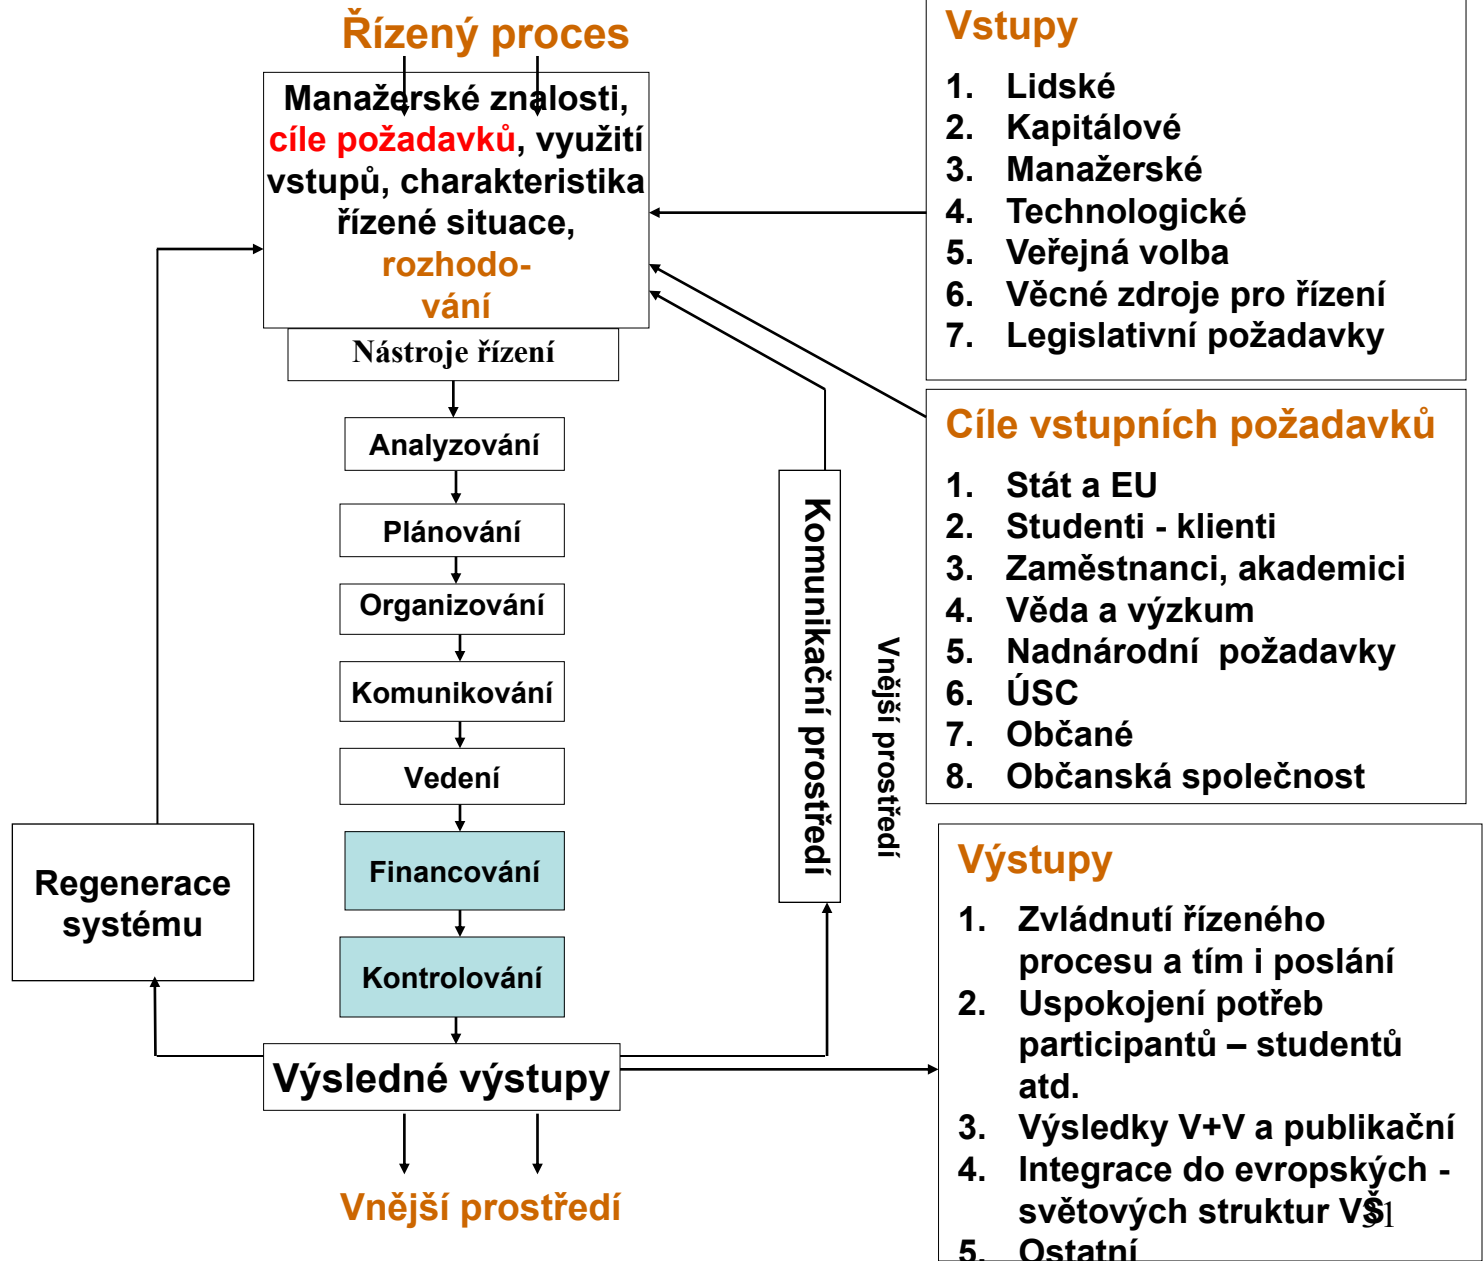 Řízený proces
Manažerské znalosti,
cíle požadavků, využití
vstupů, charakteristika
řízené situace,
rozhodo-
vání
Nástroje řízení
Analyzování
Plánování
Organizování
Komunikování
Vedení
Financování
Kontrolování
Výsledné výstupy
Vnější prostředí
Regenerace
systému
Komunikační prostředí
Vnější prostředí
Vstupy
1. Lidské
2. Kapitálové
3. Manažerské
4. Technologické
5. Veřejná volba
6. Věcné zdroje pro řízení
7. Legislativní požadavky
Cíle vstupních požadavků
1. Stát a EU
2. Studenti - klienti
3. Zaměstnanci, akademici
4. Věda a výzkum
5. Nadnárodní požadavky
6. ÚSC
7. Občané
8. Občanská společnost
Výstupy
1. Zvládnutí řízeného
procesu a tím i poslání
2. Uspokojení potřeb
participantů – studentů
atd.
3. Výsledky V+V a publikační
4. Integrace do evropských -
světových struktur VŠ
5. Ostatní
31